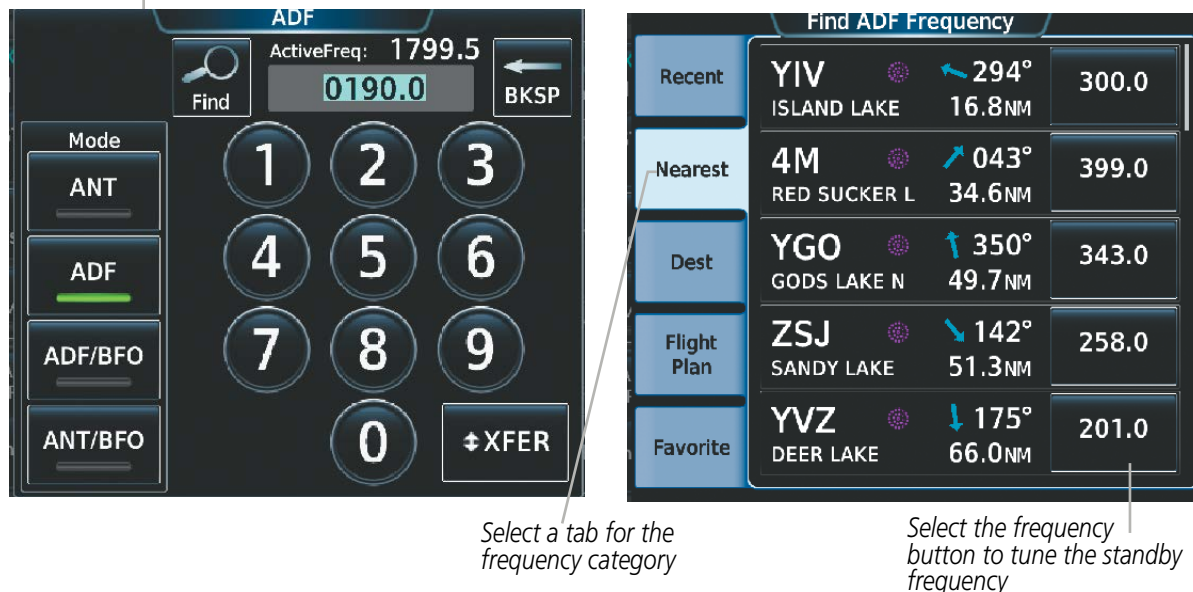 ADF
ActiveFreq: 1799.5
Find
0190.0
BKSP
Mode
ANT
ADF
ADF/BFO
ANT/BFO
1 2 3
4 5 6
7 8 9
0
XFER
Find ADF Frequency
Recent
Nearest
Dest
Flight
Plan
Favorite
YIV 294° 300.0
ISLAND LAKE 16.8NM
4M 043° 399.0
RED SUCKER L 34.6NM
YGO 350° 343.0
GODS LAKE N 49.7NM
ZSJ 142° 258.0
SANDY LAKE 51.3NM
YVZ 175° 201.0
DEER LAKE 66.0NM
Select a tab for the
frequency category
Select the frequency
button to tune the standby
frequency